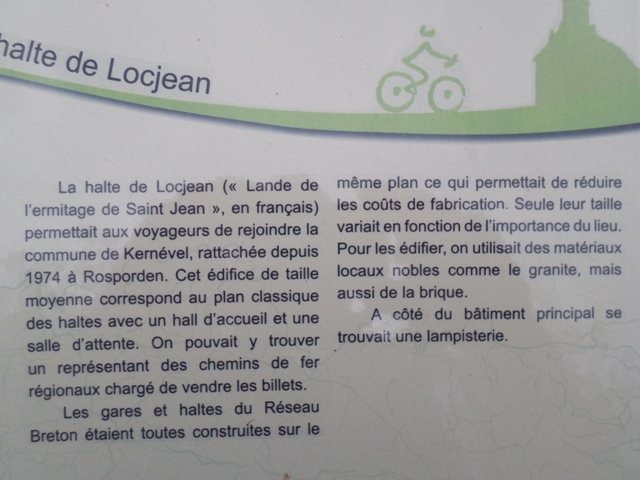 halte de Locjean
La halte de Locjean (« Lande de
l'ermitage de Saint Jean », en français)
permettait aux voyageurs de rejoindre la
commune de Kernével, rattachée depuis
1974 à Rosporden. Cet édifice de taille
moyenne correspond au plan classique
des haltes avec un hall d'accueil et une
salle d'attente. On pouvait y trouver
un représentant des chemins de fer
régionaux chargé de vendre les billets.
Les gares et haltes du Réseau
Breton étaient toutes construites sur le
même plan ce qui permettait de réduire
les coûts de fabrication. Seule leur taille
variait en fonction de l'importance du lieu.
Pour les édifier, on utilisait des matériaux
locaux nobles comme le granite, mais
aussi de la brique.
A côté du bâtiment principal se
trouvait une lampisterie.